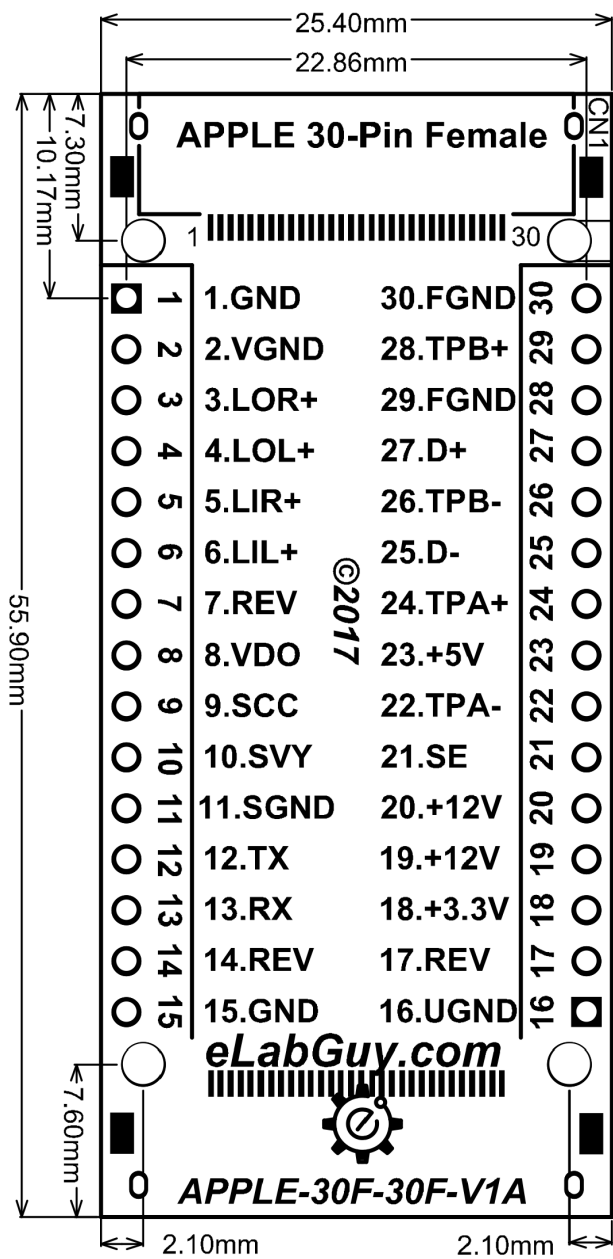 25.40mm
22.86mm
7.30mm
10.17mm
55.90mm
APPLE 30-Pin Female
CN1
1 30
1 1.GND 30.FGND 30
2 2.VGND 28.TPB+ 29
3 3.LOR+ 29.FGND 28
4 4.LOL+ 27.D+ 27
5 5.LIR+ 26.TPB- 26
6 6.LIL+ 25.D- 25
7 7.REV 24.TPA+ 24
8 8.VDO 23.+5V 23
9 9.SCC 22.TPA- 22
10 10.SVY 21.SE 21
11 11.SGND 20.+12V 20
12 12.TX 19.+12V 19
13 13.RX 18.+3.3V 18
14 14.REV 17.REV 17
15 15.GND 16.UGND 16
©2017
eLabGuy.com
e
7.60mm
APPLE-30F-30F-V1A
2.10mm 2.10mm